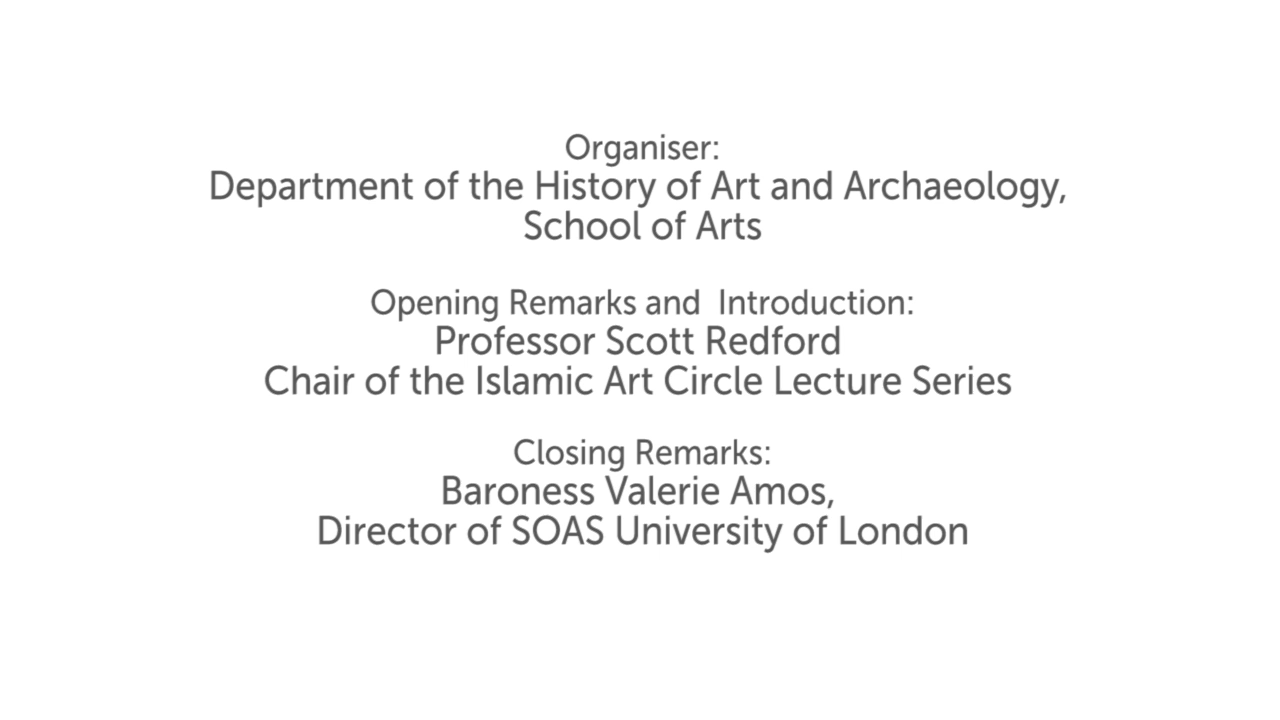 Organiser:
Department of the History of Art and Archaeology,
School of Arts
Opening Remarks and  Introduction:
Professor Scott Redford
Chair of the Islamic Art Circle Lecture Series
Closing Remarks:
Baroness Valerie Amos,
Director of SOAS University of London